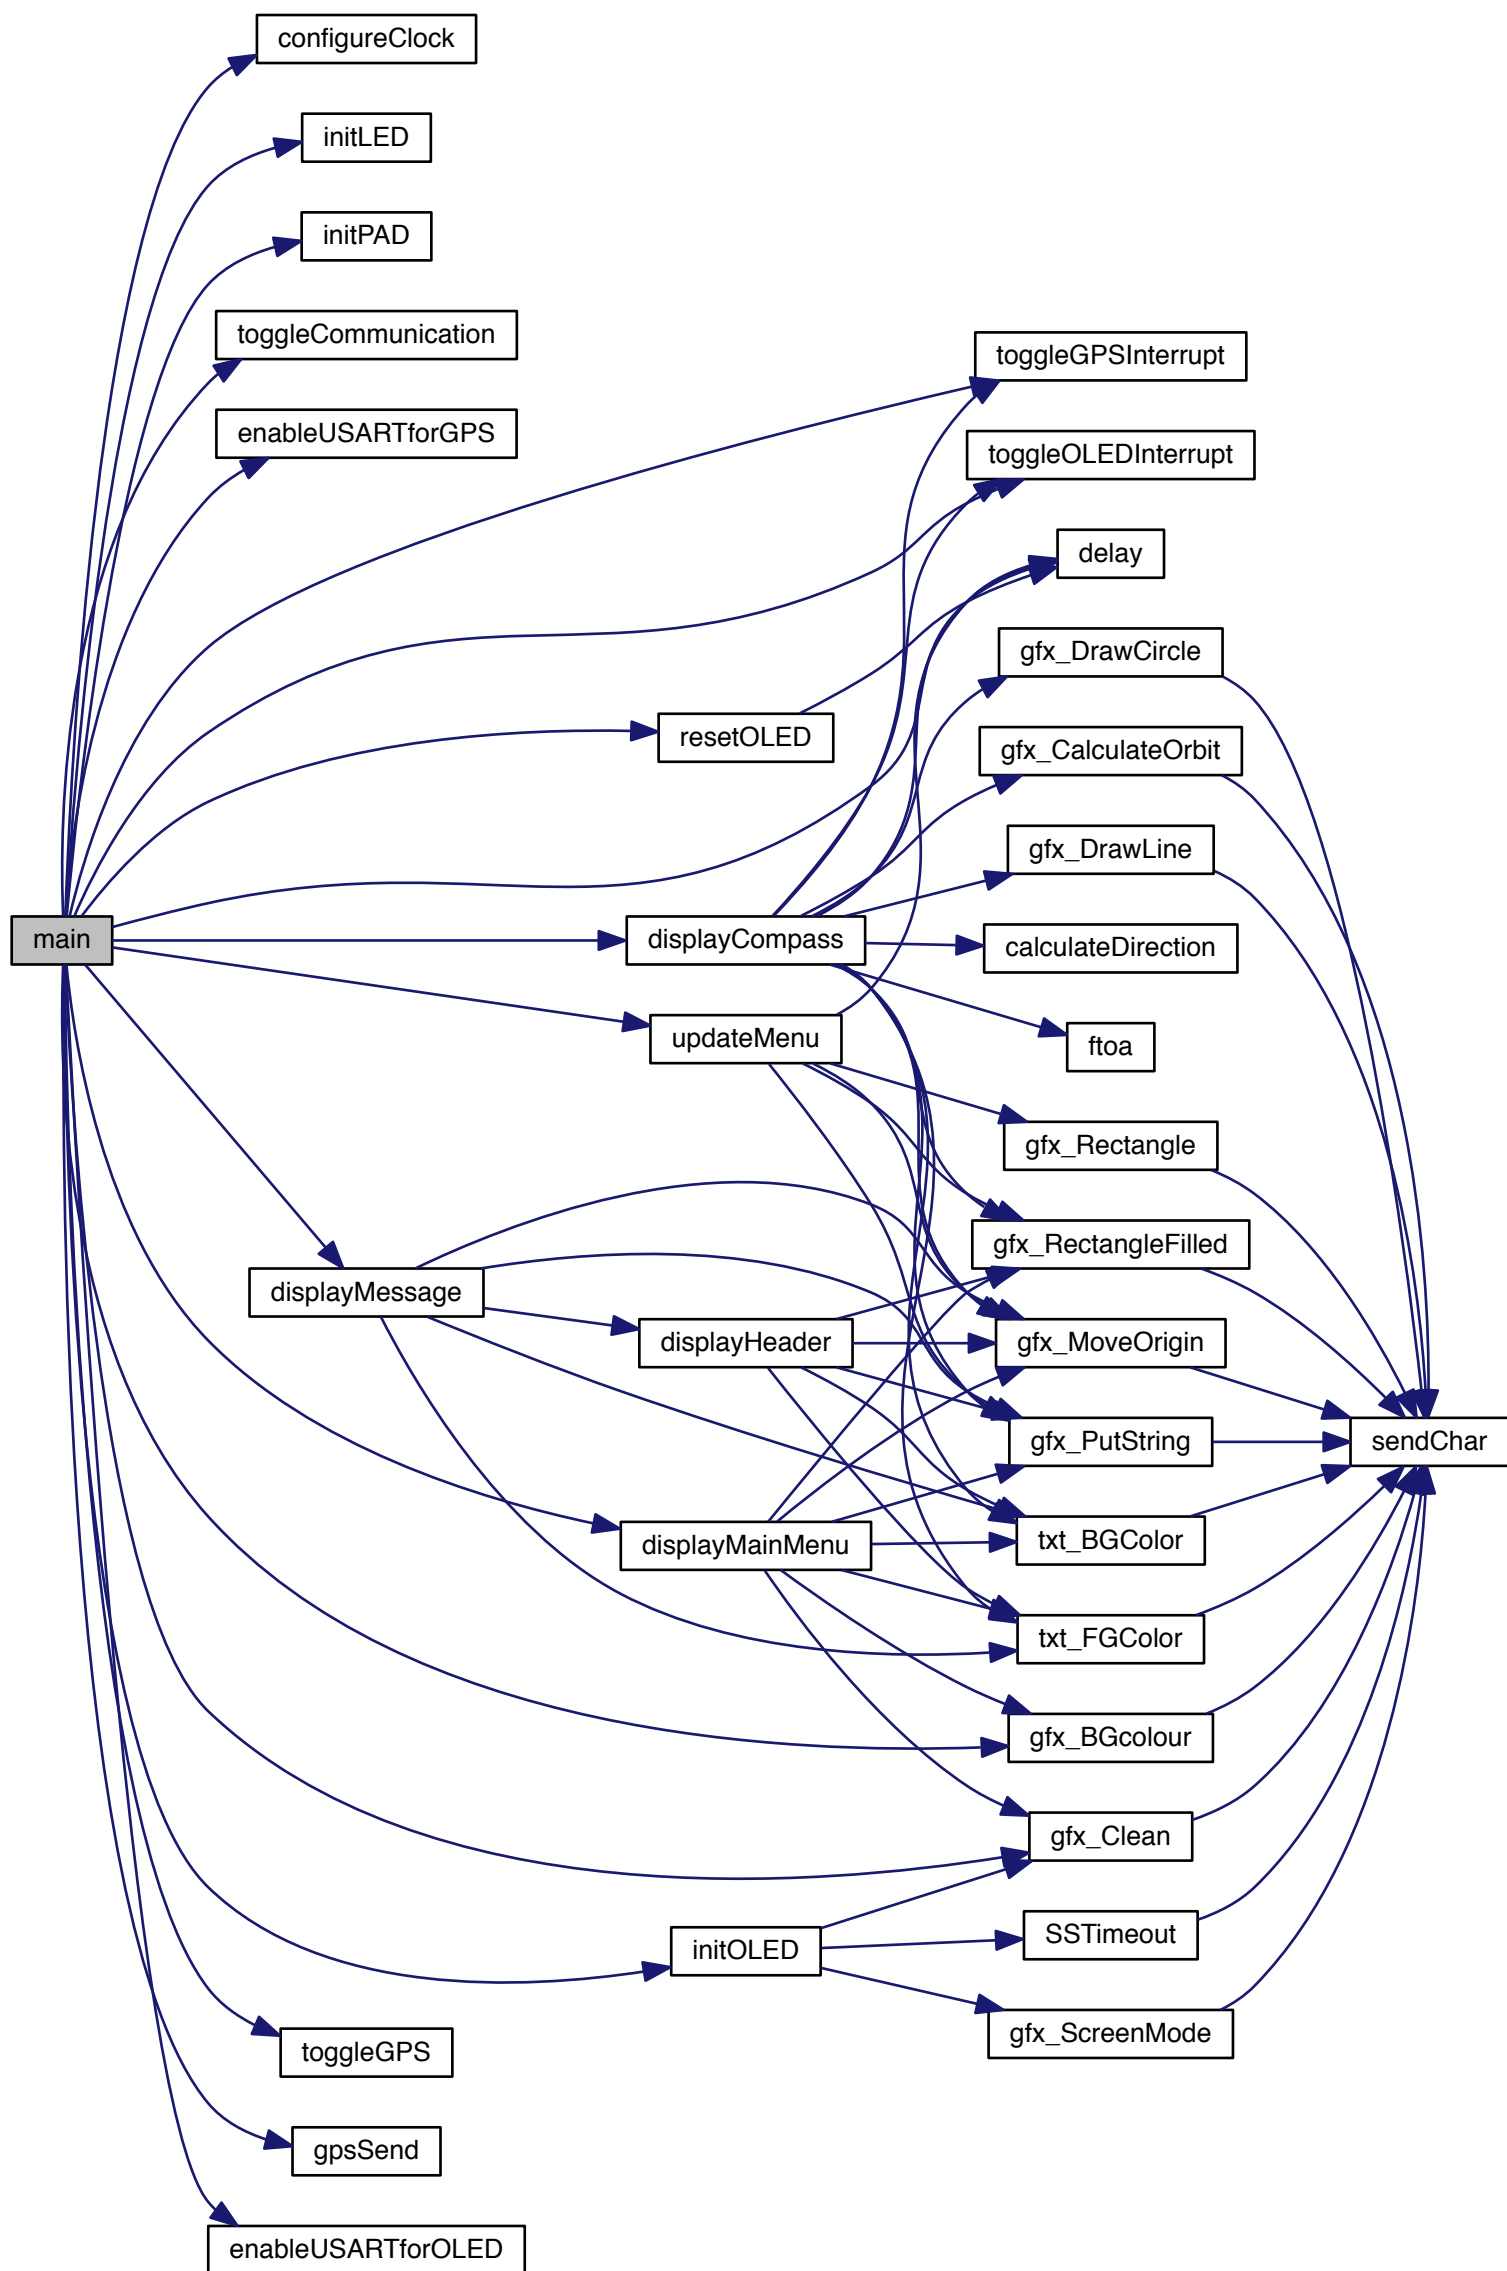 configureClock
initLED
initPAD
toggleCommunication
toggleGPSInterrupt
enableUSARTforGPS
toggleOLEDInterrupt
delay
gfx_DrawCircle
resetOLED
gfx_CalculateOrbit
gfx_DrawLine
main
displayCompass
calculateDirection
updateMenu
ftoa
gfx_Rectangle
gfx_RectangleFilled
displayMessage
displayHeader
gfx_MoveOrigin
gfx_PutString
sendChar
displayMainMenu
txt_BGColor
txt_FGColor
gfx_BGcolour
gfx_Clean
SSTimeout
initOLED
gfx_ScreenMode
toggleGPS
gpsSend
enableUSARTforOLED